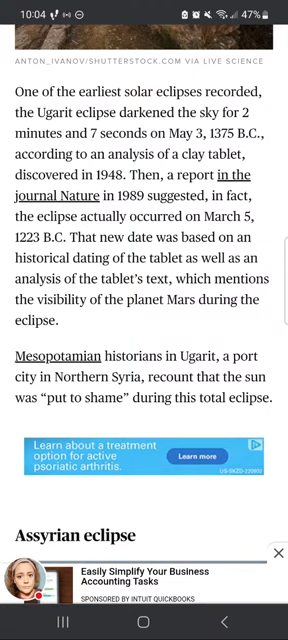 10:04
47%
ANTON_IVANOV/SHUTTERSTOCK.COM VIA LIVE SCIENCE
One of the earliest solar eclipses recorded,
the Ugarit eclipse darkened the sky for 2
minutes and 7 seconds on May 3, 1375 B.C.,
according to an analysis of a clay tablet,
discovered in 1948. Then, a report in the
journal Nature in 1989 suggested, in fact,
the eclipse actually occurred on March 5,
1223 B.C. That new date was based on an
historical dating of the tablet as well as an
analysis of the tablet's text, which mentions
the visibility of the planet Mars during the
eclipse.
Mesopotamian historians in Ugarit, a port
city in Northern Syria, recount that the sun
was “put to shame” during this total eclipse.
Learn about a treatment
option for active
psoriatic arthritis.
Learn more
US-SKZD-220802
Assyrian eclipse
Easily Simplify Your Business
Accounting Tasks
SPONSORED BY INTUIT QUICKBOOKS